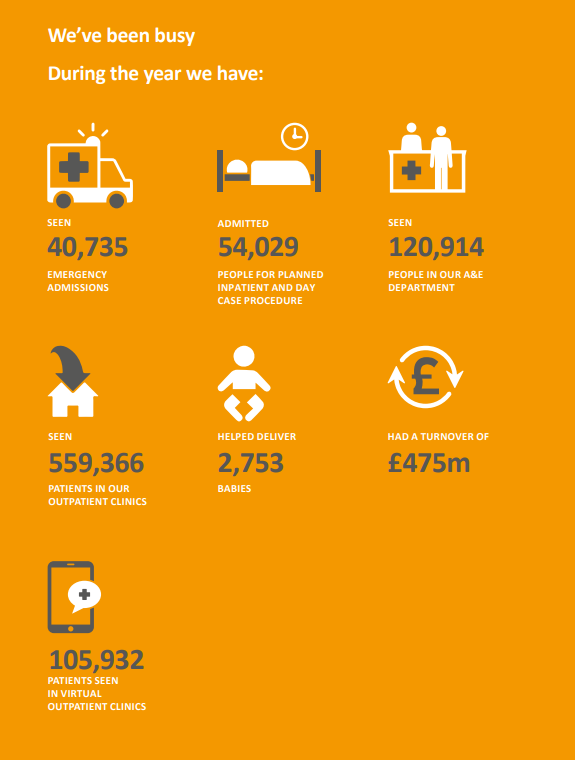 We've been busy
During the year we have:
SEEN
40,735
EMERGENCY
ADMISSIONS
ADMITTED
54,029
PEOPLE FOR PLANNED
INPATIENT AND DAY
CASE PROCEDURE
SEEN
120,914
PEOPLE IN OUR A&E
DEPARTMENT
SEEN
559,366
PATIENTS IN OUR
OUTPATIENT CLINICS
HELPED DELIVER
2,753
BABIES
£
HAD A TURNOVER OF
£475m
105,932
PATIENTS SEEN
IN VIRTUAL
OUTPATIENT CLINICS